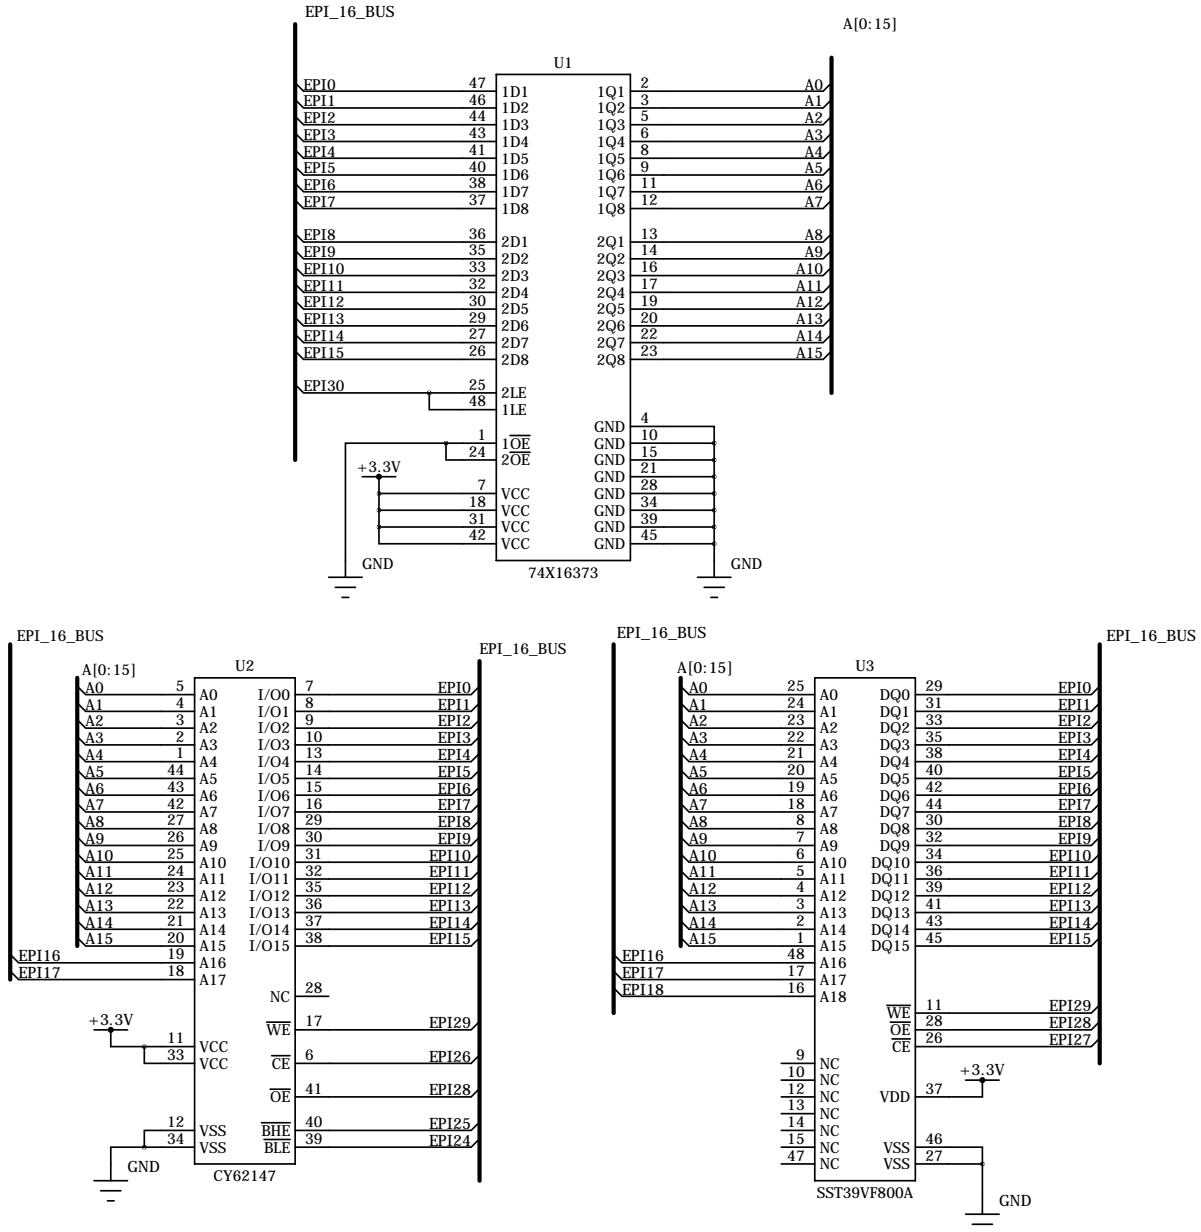 EPI_16_BUS
A[0:15]
U1
EPI0 47 1D1 1Q1 2 A0
EPI1 46 1D2 1Q2 3 A1
EPI2 44 1D3 1Q3 5 A2
EPI3 43 1D4 1Q4 6 A3
EPI4 41 1D5 1Q5 8 A4
EPI5 40 1D6 1Q6 9 A5
EPI6 38 1D7 1Q7 11 A6
EPI7 37 1D8 1Q8 12 A7
EPI8 36 2D1 2Q1 13 A8
EPI9 35 2D2 2Q2 14 A9
EPI10 33 2D3 2Q3 16 A10
EPI11 32 2D4 2Q4 17 A11
EPI12 30 2D5 2Q5 19 A12
EPI13 29 2D6 2Q6 20 A13
EPI14 27 2D7 2Q7 22 A14
EPI15 26 2D8 2Q8 23 A15
EPI30 25 2LE
48 1LE
GND 4
1 1OE GND 10
24 2OE GND 15
+3.3V GND 21
7 VCC GND 28
18 VCC GND 34
31 VCC GND 39
42 VCC GND 45
GND
GND
74X16373
EPI_16_BUS
EPI_16_BUS
A[0:15]
U2
A0 5 A0 I/O0 7 EPI0
A1 4 A1 I/O1 8 EPI1
A2 3 A2 I/O2 9 EPI2
A3 2 A3 I/O3 10 EPI3
A4 1 A4 I/O4 13 EPI4
A5 44 A5 I/O5 14 EPI5
A6 43 A6 I/O6 15 EPI6
A7 42 A7 I/O7 16 EPI7
A8 27 A8 I/O8 29 EPI8
A9 26 A9 I/O9 30 EPI9
A10 25 A10 I/O10 31 EPI10
A11 24 A11 I/O11 32 EPI11
A12 23 A12 I/O12 35 EPI12
A13 22 A13 I/O13 36 EPI13
A14 21 A14 I/O14 37 EPI14
A15 20 A15 I/O15 38 EPI15
EPI16 19 A16
EPI17 18 A17
NC 28
WE 17 EPI29
+3.3V
11 VCC
33 VCC CE 6 EPI26
OE 41 EPI28
12 VSS BHE 40 EPI25
34 VSS BLE 39 EPI24
GND
CY62147
EPI_16_BUS
EPI_16_BUS
A[0:15]
U3
A0 25 A0 DQ0 29 EPI0
A1 24 A1 DQ1 31 EPI1
A2 23 A2 DQ2 33 EPI2
A3 22 A3 DQ3 35 EPI3
A4 21 A4 DQ4 38 EPI4
A5 20 A5 DQ5 40 EPI5
A6 19 A6 DQ6 42 EPI6
A7 18 A7 DQ7 44 EPI7
A8 8 A8 DQ8 30 EPI8
A9 7 A9 DQ9 32 EPI9
A10 6 A10 DQ10 34 EPI10
A11 5 A11 DQ11 36 EPI11
A12 4 A12 DQ12 39 EPI12
A13 3 A13 DQ13 41 EPI13
A14 2 A14 DQ14 43 EPI14
A15 1 A15 DQ15 45 EPI15
EPI16 48 A16
EPI17 17 A17
EPI18 16 A18
WE 11 EPI29
OE 28 EPI28
CE 26 EPI27
9 NC
10 NC
+3.3V
12 NC VDD 37
13 NC
14 NC
15 NC VSS 46
47 NC VSS 27
SST39VF800A
GND